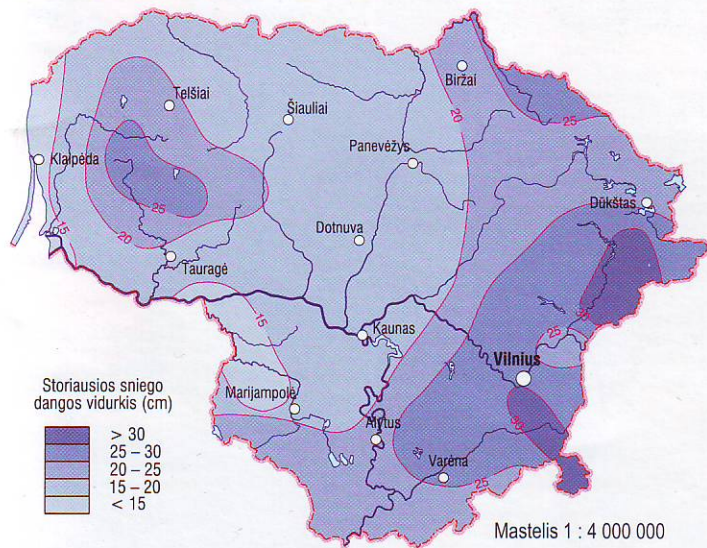 Biržai
Telšiai
Šiauliai
20
25
Klaipėda
Panevėžys
15
25
Dūkštas
20
Dotnuva
Tauragė
15
30
Kaunas
25
Vilnius
Storiausios sniego
dangos vidurkis (cm)
Marijampolė
30
> 30
25 – 30
20 – 25
15 – 20
< 15
Alytus
Varėna
25
Mastelis 1 : 4 000 000